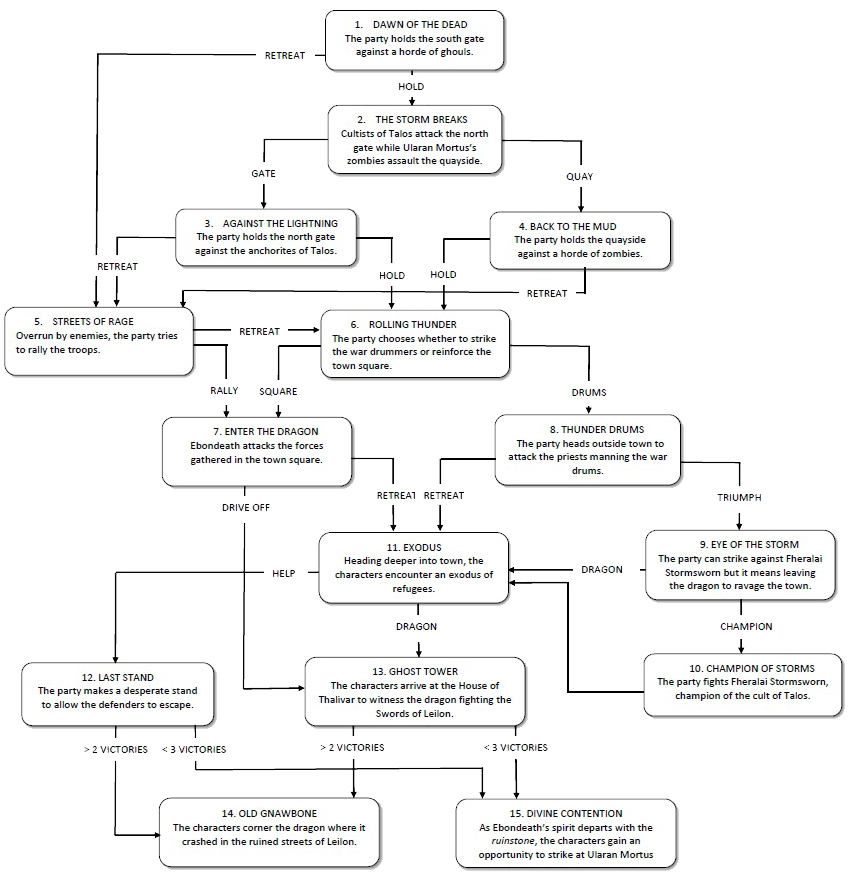 1. DAWN OF THE DEAD
The party holds the south gate
against a horde of ghouls.
RETREAT
HOLD
2. THE STORM BREAKS
Cultists of Talos attack the north
gate while Ularan Mortus's
zombies assault the quayside.
GATE
QUAY
3. AGAINST THE LIGHTNING
The party holds the north gate
against the anchorites of Talos.
4. BACK TO THE MUD
The party holds the quayside
against a horde of zombies.
RETREAT
HOLD
HOLD
RETREAT
5. STREETS OF RAGE
Overrun by enemies, the party tries
to rally the troops.
RETREAT
6. ROLLING THUNDER
The party chooses whether to strike
the war drummers or reinforce the
town square.
RALLY
SQUARE
DRUMS
7. ENTER THE DRAGON
Ebondeath attacks the forces
gathered in the town square.
8. THUNDER DRUMS
The party heads outside town to
attack the priests manning the war
drums.
RETREAT
RETREAT
TRIUMPH
DRIVE OFF
11. EXODUS
Heading deeper into town, the
characters encounter an exodus of
refugees.
9. EYE OF THE STORM
The party can strike against Fheralai
Stormsworn but it means leaving
the dragon to ravage the town.
HELP
DRAGON
DRAGON
CHAMPION
12. LAST STAND
The party makes a desperate stand
to allow the defenders to escape.
13. GHOST TOWER
The characters arrive at the House of
Thalivar to witness the dragon fighting the
Swords of Leilon.
10. CHAMPION OF STORMS
The party fights Fheralai Stormsworn,
champion of the cult of Talos.
> 2 VICTORIES
< 3 VICTORIES
> 2 VICTORIES
< 3 VICTORIES
14. OLD GNAWBONE
The characters corner the dragon where it
crashed in the ruined streets of Leilon.
15. DIVINE CONTENTION
As Ebondeath's spirit departs with the
ruinstone, the characters gain an
opportunity to strike at Ularan Mortus